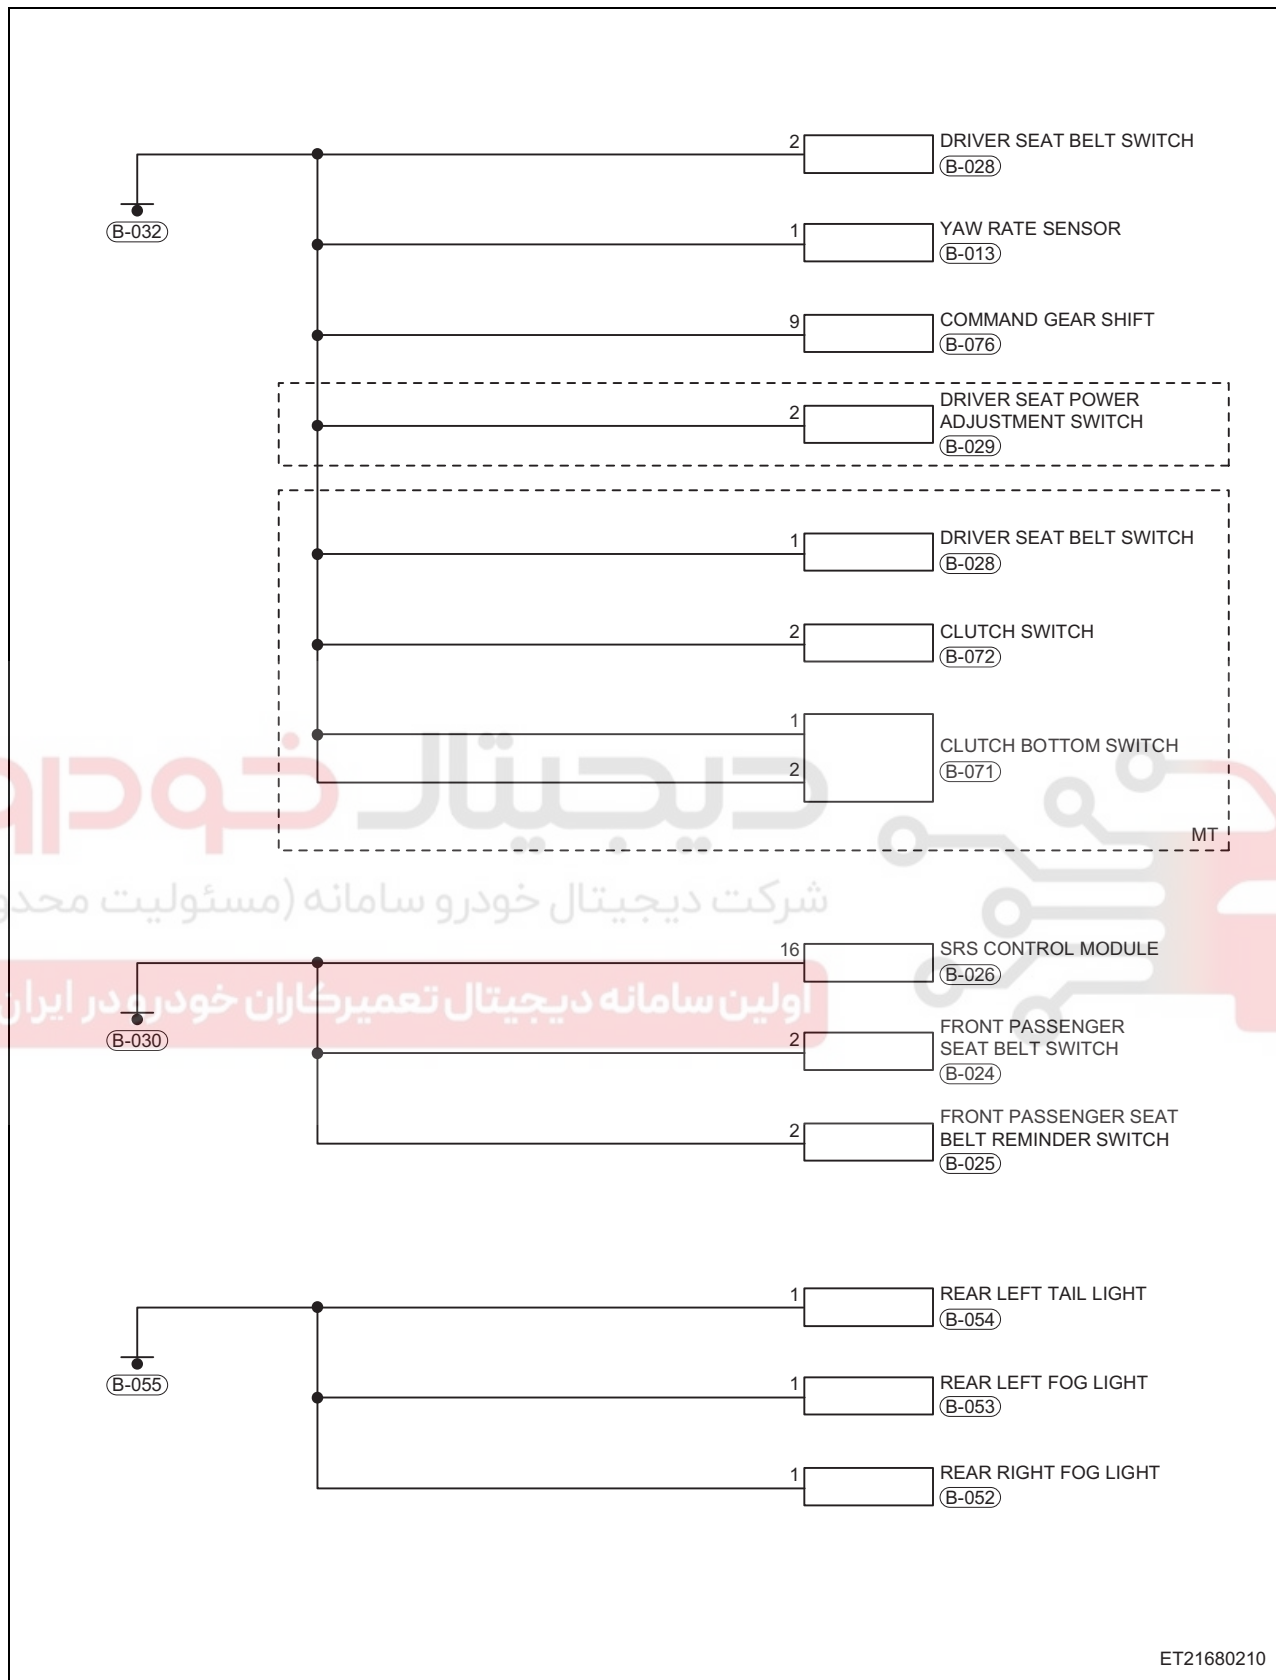 2 DRIVER SEAT BELT SWITCH
B-028
B-032
1 YAW RATE SENSOR
B-013
9 COMMAND GEAR SHIFT
B-076
2 DRIVER SEAT POWER
ADJUSTMENT SWITCH
B-029
1 DRIVER SEAT BELT SWITCH
B-028
2 CLUTCH SWITCH
B-072
1
CLUTCH BOTTOM SWITCH
2
B-071
MT
دیجیتال خودرو
شرکت دیجیتال خودرو سامانه (مسئولیت
16 SRS CONTROL MODULE
B-026
اولین سامانه دیجیتال تعمیرکاران خودرو در ایران
B-030
2 FRONT PASSENGER
SEAT BELT SWITCH
B-024
2 FRONT PASSENGER SEAT
BELT REMINDER SWITCH
B-025
1 REAR LEFT TAIL LIGHT
B-054
B-055
1 REAR LEFT FOG LIGHT
B-053
1 REAR RIGHT FOG LIGHT
B-052
ET21680210